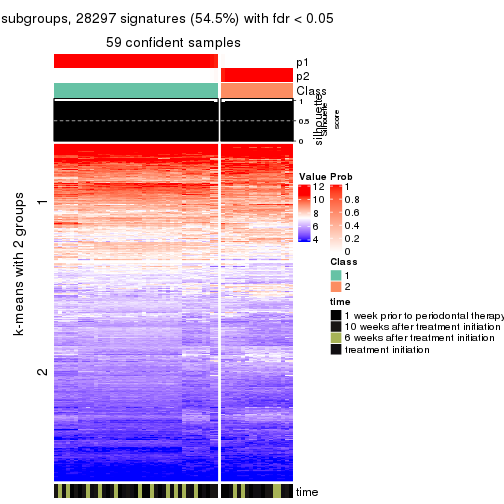 subgroups, 28297 signatures (54.5%) with fdr < 0.05
59 confident samples
p1
p2
Class
1
0.5
0
silhouette
Silhouette
score
k-means with 2 groups
1
2
Value
12
10
8
6
4
Prob
1
0.8
0.6
0.4
0.2
0
Class
1
2
time
1 week prior to periodontal therapy
10 weeks after treatment initiation
6 weeks after treatment initiation
treatment initiation
time